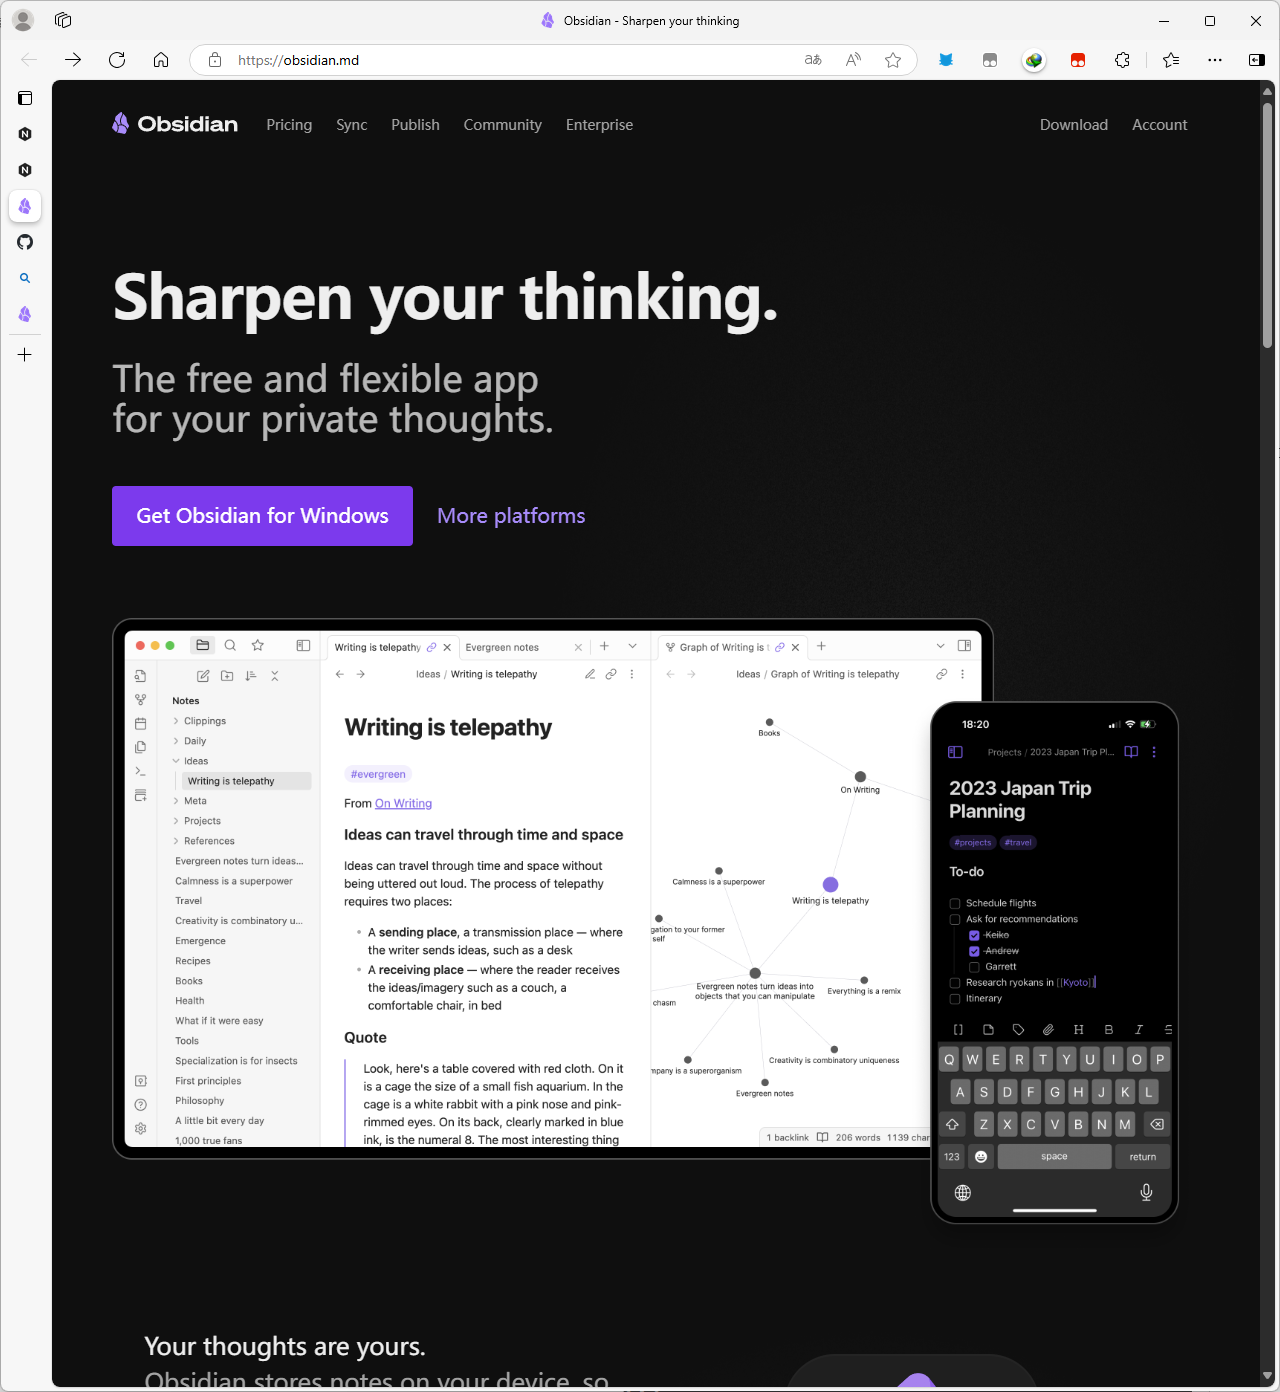 Obsidian - Sharpen your thinking
https://obsidian.md
Obsidian
Pricing
Sync
Publish
Community
Enterprise
Download
Account
Sharpen your thinking.
The free and flexible app
for your private thoughts.
Get Obsidian for Windows
More platforms
Writing is telepathy
Evergreen notes
Graph of Writing is t
Ideas / Writing is telepathy
Ideas / Graph of Writing is telepathy
Notes
Clippings
Daily
Ideas
Writing is telepathy
Meta
Projects
References
Evergreen notes turn ideas...
Calmness is a superpower
Travel
Creativity is combinatory u...
Emergence
Recipes
Books
Health
What if it were easy
Tools
Specialization is for insects
First principles
Philosophy
A little bit every day
1,000 true fans
Writing is telepathy
#evergreen
From On Writing
Ideas can travel through time and space
Ideas can travel through time and space without
being uttered out loud. The process of telepathy
requires two places:
• A sending place, a transmission place — where
the writer sends ideas, such as a desk
• A receiving place — where the reader receives
the ideas/imagery such as a couch, a
comfortable chair, in bed
Quote
Look, here's a table covered with red cloth. On it
is a cage the size of a small fish aquarium. In the
cage is a white rabbit with a pink nose and pink-
rimmed eyes. On its back, clearly marked in blue
ink, is the numeral 8. The most interesting thing
Books
On Writing
Calmness is a superpower
Writing is telepathy
gation to your former
self
Evergreen notes turn ideas into
objects that you can manipulate
Everything is a remix
chasm
Creativity is combinatory uniqueness
mpany is a superorganism
Evergreen notes
1 backlink
206 words
1139 char
18:20
Projects / 2023 Japan Trip Pl...
2023 Japan Trip
Planning
#projects
#travel
To-do
Schedule flights
Ask for recommendations
Keiko
Andrew
Garrett
Research ryokans in [[Kyoto]]
Itinerary
Q W E R T Y U I O P
A S D F G H J K L
Z X C V B N M
123
space
return
Your thoughts are yours.
Obsidian stores notes on your device, so